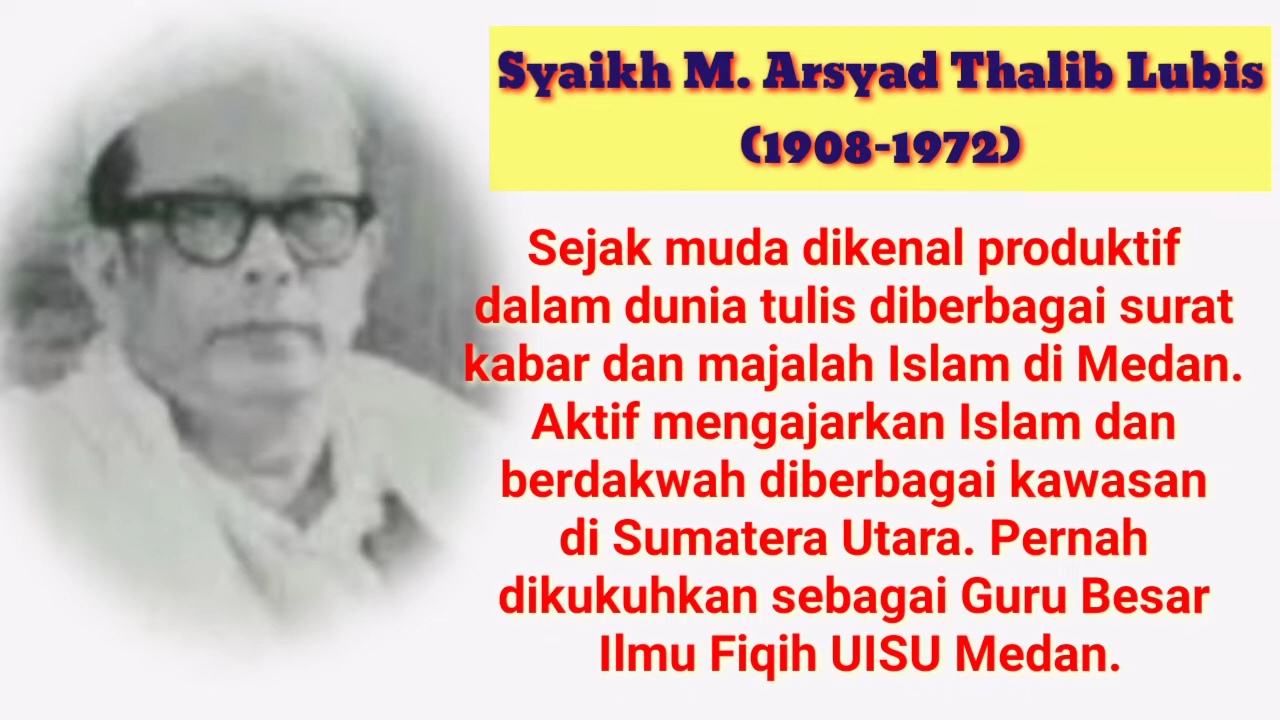 Syaikh M. Arsyad Thalib Lubis
(1908-1972)
Sejak muda dikenal produktif
dalam dunia tulis diberbagai surat
kabar dan majalah Islam di Medan.
Aktif mengajarkan Islam dan
berdakwah diberbagai kawasan
di Sumatera Utara. Pernah
dikukuhkan sebagai Guru Besar
Ilmu Fiqih UISU Medan.